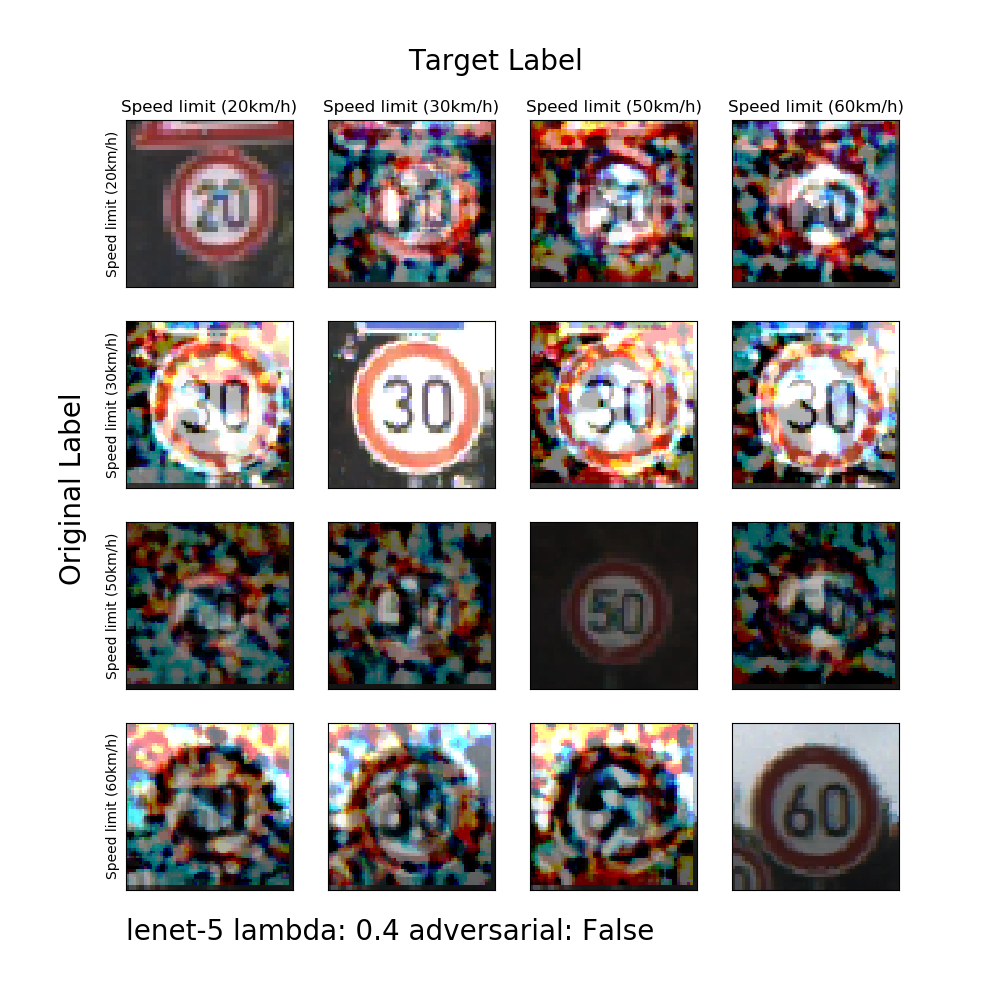 Target Label
Speed limit (20km/h) Speed limit (30km/h) Speed limit (50km/h) Speed limit (60km/h)
Original Label
Speed limit (20km/h)
20
Speed limit (30km/h)
30 30 30 30
Speed limit (50km/h)
50
Speed limit (60km/h)
60
lenet-5 lambda: 0.4 adversarial: False